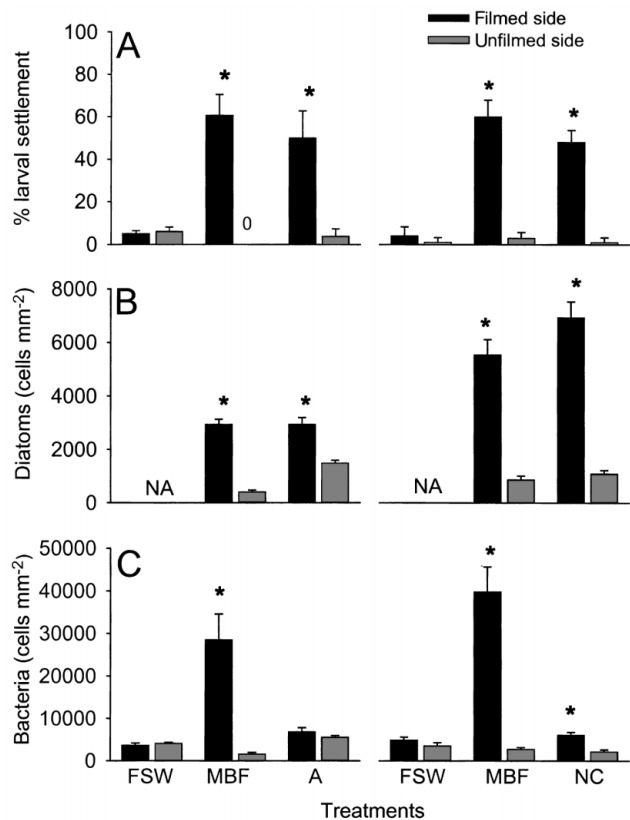 Filmed side
Unfilmed side
A
% larval settlement
100
80
60
40
20
0
*
0
*
*
*
B
Diatoms (cells mm-2)
8000
6000
4000
2000
0
NA
*
*
NA
*
*
C
Bacteria (cells mm-2)
50000
40000
30000
20000
10000
0
*
*
*
FSW MBF A FSW MBF NC
Treatments